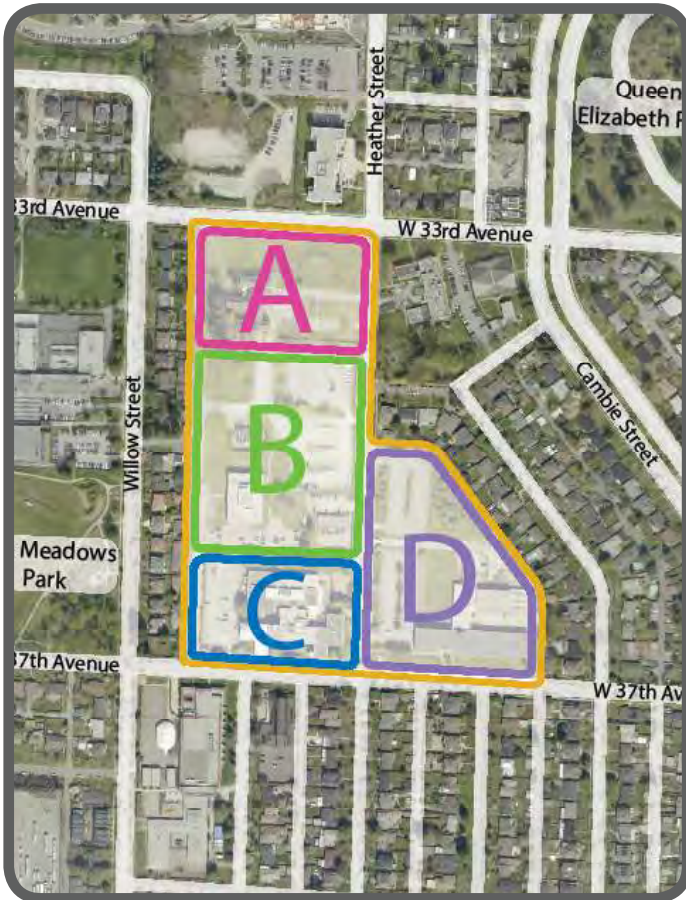 Heather Street
Queen
Elizabeth P
33rd Avenue
W 33rd Avenue
A
B
C
D
Willow Street
Cambie Street
Meadows
Park
37th Avenue
W 37th Av